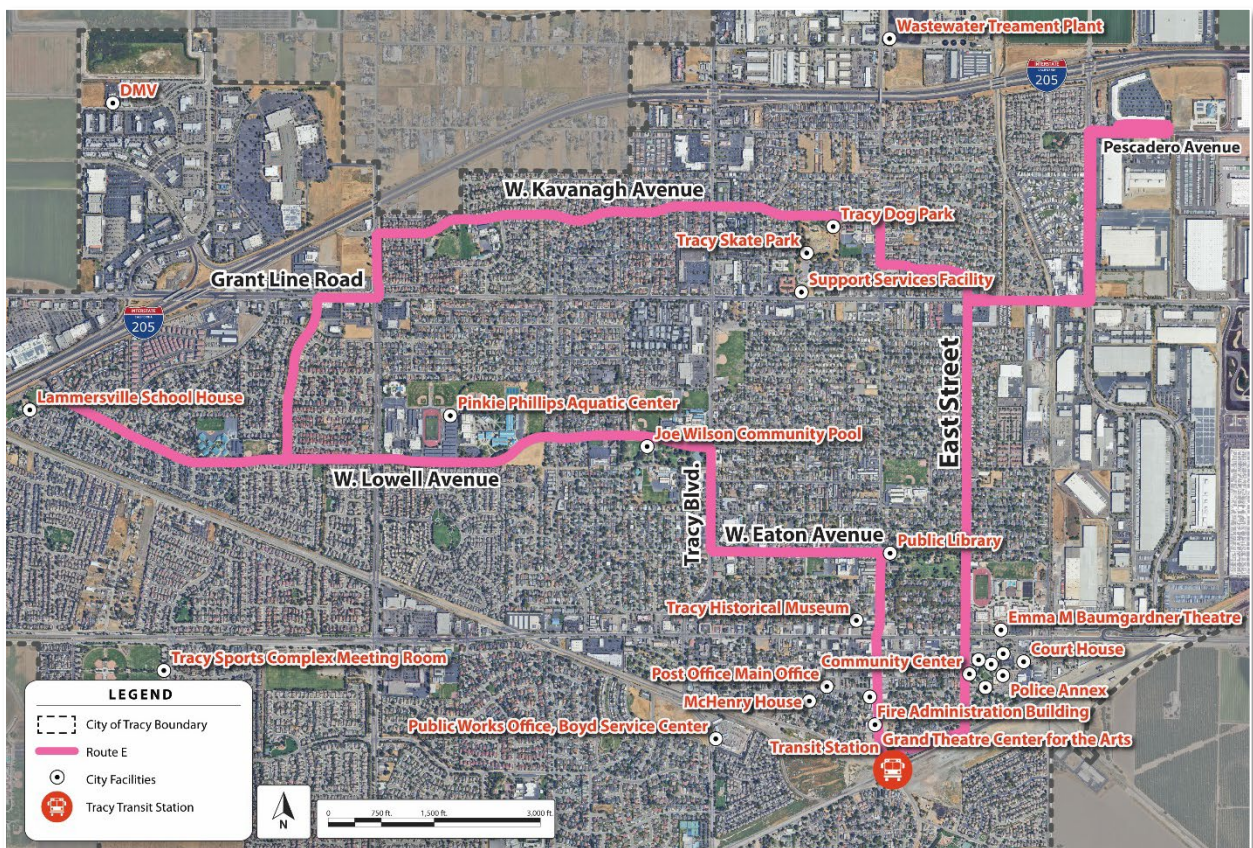 Wastewater Treament Plant
INTERSTATE
205
DMV
Pescadero Avenue
W. Kavanagh Avenue
Tracy Dog Park
Tracy Skate Park
Grant Line Road
Support Services Facility
INTERSTATE
205
East Street
Lammersville School House
Pinkie Phillips Aquatic Center
Joe Wilson Community Pool
W. Lowell Avenue
Tracy Blvd.
W. Eaton Avenue
Public Library
Tracy Historical Museum
Emma M Baumgardner Theatre
Tracy Sports Complex Meeting Room
Community Center
Court House
Post Office Main Office
Police Annex
McHenry House
Fire Administration Building
Public Works Office, Boyd Service Center
Grand Theatre Center for the Arts
Transit Station
LEGEND
City of Tracy Boundary
Route E
City Facilities
Tracy Transit Station
N
0 750 ft. 1,500 ft. 3,000 ft.